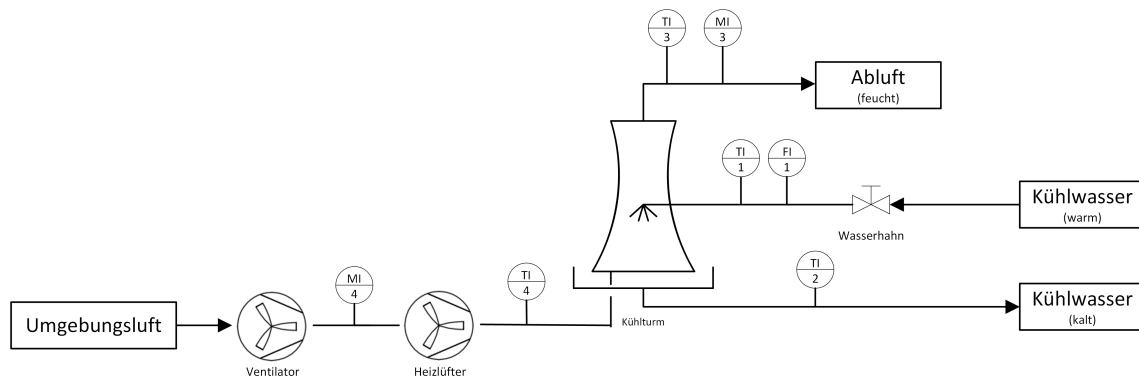 TI
3
MI
3
Abluft
(feucht)
TI
1
FI
1
Kühlwasser
(warm)
Wasserhahn
MI
4
TI
4
TI
2
Umgebungsluft
Kühlturm
Kühlwasser
(kalt)
Ventilator
Heizlüfter